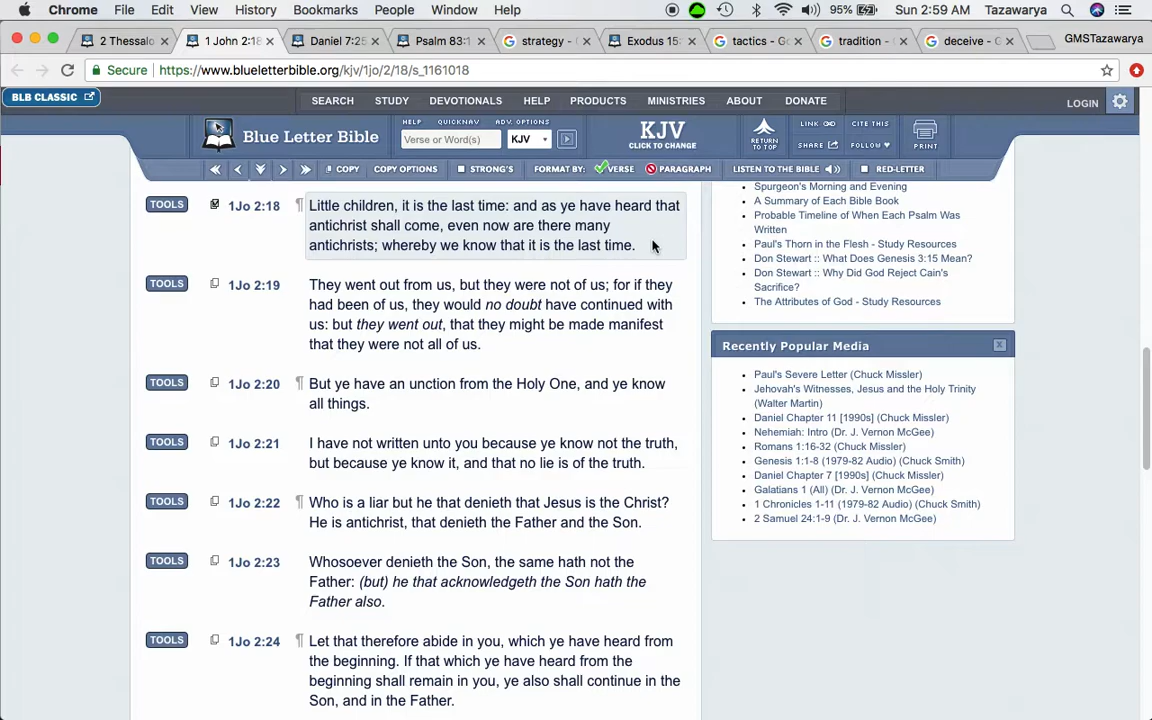 Chrome File Edit View History Bookmarks People Window Help 95% Sun 2:59 AM Tazawarya
2 Thessalo 1 John 2:18 Daniel 7:25 Psalm 83:1 strategy - Exodus 15: tactics - Go tradition - deceive - G GMSTazawarya
Secure https://www.blueletterbible.org/kjv/1jo/2/18/s_1161018
BLB CLASSIC
SEARCH STUDY DEVOTIONALS HELP PRODUCTS MINISTRIES ABOUT DONATE LOGIN
Blue Letter Bible
HELP QUICKNAV ADV. OPTIONS
Verse or Word(s) KJV
KJV
CLICK TO CHANGE
RETURN
TO TOP
LINK CITE THIS
SHARE FOLLOW
PRINT
COPY COPY OPTIONS STRONG'S FORMAT BY: VERSE PARAGRAPH LISTEN TO THE BIBLE RED-LETTER
TOOLS 1Jo 2:18 ¶ Little children, it is the last time: and as ye have heard that
antichrist shall come, even now are there many
antichrists; whereby we know that it is the last time.
TOOLS 1Jo 2:19 They went out from us, but they were not of us; for if they
had been of us, they would no doubt have continued with
us: but they went out, that they might be made manifest
that they were not all of us.
TOOLS 1Jo 2:20 ¶ But ye have an unction from the Holy One, and ye know
all things.
TOOLS 1Jo 2:21 I have not written unto you because ye know not the truth,
but because ye know it, and that no lie is of the truth.
TOOLS 1Jo 2:22 ¶ Who is a liar but he that denieth that Jesus is the Christ?
He is antichrist, that denieth the Father and the Son.
TOOLS 1Jo 2:23 Whosoever denieth the Son, the same hath not the
Father: (but) he that acknowledgeth the Son hath the
Father also.
TOOLS 1Jo 2:24 ¶ Let that therefore abide in you, which ye have heard from
the beginning. If that which ye have heard from the
beginning shall remain in you, ye also shall continue in the
Son, and in the Father.
Spurgeon's Morning and Evening
A Summary of Each Bible Book
Probable Timeline of When Each Psalm Was
Written
Paul's Thorn in the Flesh - Study Resources
Don Stewart :: What Does Genesis 3:15 Mean?
Don Stewart :: Why Did God Reject Cain's
Sacrifice?
The Attributes of God - Study Resources
Recently Popular Media
Paul's Severe Letter (Chuck Missler)
Jehovah's Witnesses, Jesus and the Holy Trinity
(Walter Martin)
Daniel Chapter 11 [1990s] (Chuck Missler)
Nehemiah: Intro (Dr. J. Vernon McGee)
Romans 1:16-32 (Chuck Missler)
Genesis 1:1-8 (1979-82 Audio) (Chuck Smith)
Daniel Chapter 7 [1990s] (Chuck Missler)
Galatians 1 (All) (Dr. J. Vernon McGee)
1 Chronicles 1-11 (1979-82 Audio) (Chuck Smith)
2 Samuel 24:1-9 (Dr. J. Vernon McGee)